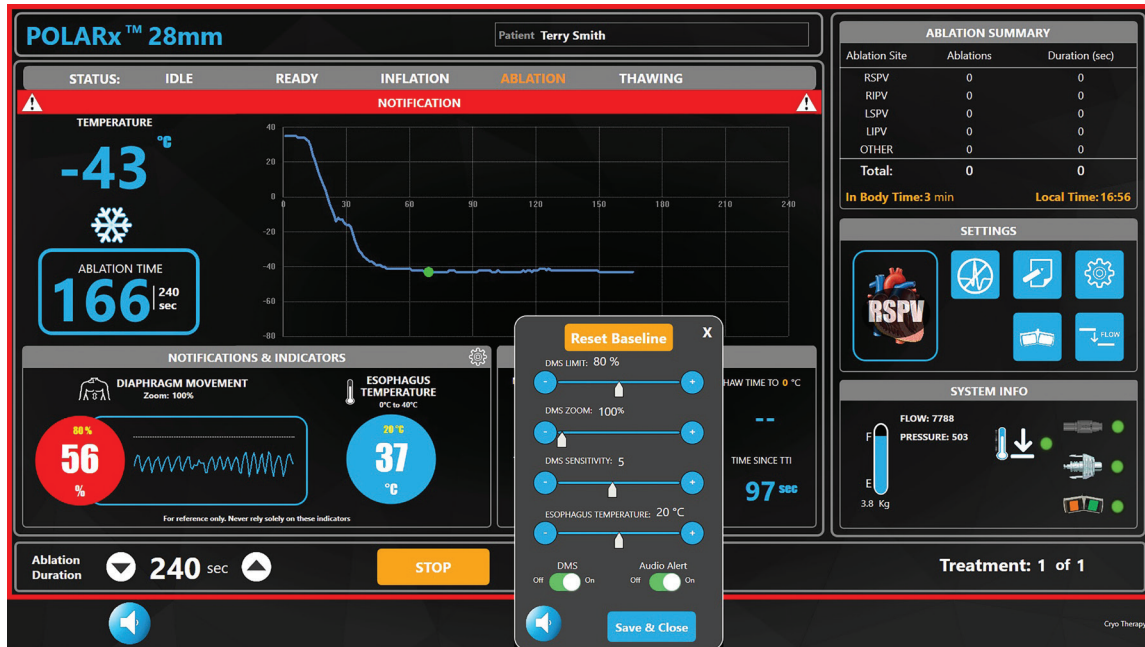 POLARx™ 28mm
Patient Terry Smith
STATUS: IDLE READY INFLATION ABLATION THAWING
NOTIFICATION
TEMPERATURE
-43 °C
ABLATION TIME
166 240 sec
40
20
0
-20
-40
-60
-80
0 30 60 90 120 150 180 210 240
NOTIFICATIONS & INDICATORS
DIAPHRAGM MOVEMENT
Zoom: 100%
80 %
56
%
ESOPHAGUS
TEMPERATURE
0°C to 40°C
20 °C
37
°C
For reference only. Never rely solely on these indicators
HAW TIME TO 0 °C
--
TIME SINCE TTI
97 sec
Reset Baseline X
DMS LIMIT: 80 %
- +
DMS ZOOM: 100%
- +
DMS SENSITIVITY: 5
- +
ESOPHAGUS TEMPERATURE: 20 °C
- +
DMS Audio Alert
Off On Off On
Save & Close
Ablation
Duration
240 sec
STOP
Treatment: 1 of 1
Cryo Therapy
ABLATION SUMMARY
Ablation Site Ablations Duration (sec)
RSPV 0 0
RIPV 0 0
LSPV 0 0
LIPV 0 0
OTHER 0 0
Total: 0 0
In Body Time: 3 min Local Time: 16:56
SETTINGS
RSPV
FLOW
SYSTEM INFO
FLOW: 7788
PRESSURE: 503
F
E
3.8 Kg